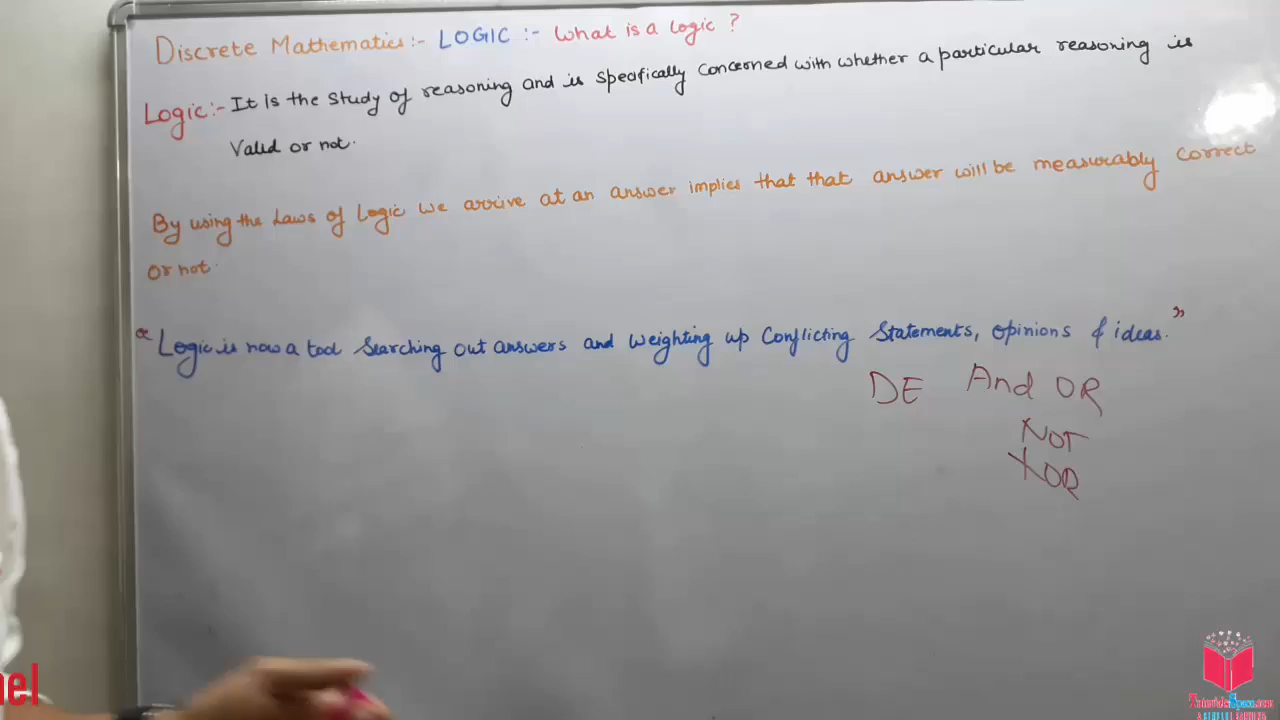 Discrete Mathematics:- LOGIC :- What is a logic ?
Logic:- It is the study of reasoning and is specifically concerned with whether a particular reasoning is
Valid or not.
By using the Laws of Logic we arrive at an answer implies that that answer will be measurably correct
or not.
"Logic is now a tool searching out answers and weighting up Conflicting Statements, opinions & ideas."
DE And OR
NOT
XOR
nel
TutorialsSpace.com